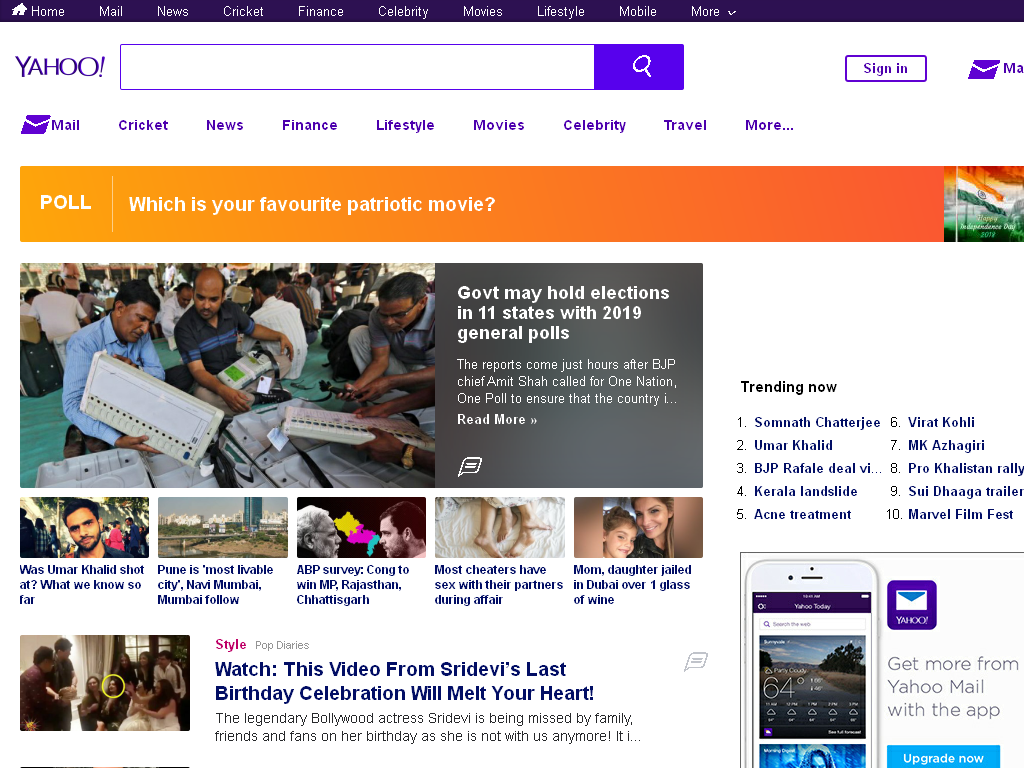 Home Mail News Cricket Finance Celebrity Movies Lifestyle Mobile More
YAHOO!
Sign in
Ma
Mail Cricket News Finance Lifestyle Movies Celebrity Travel More...
POLL
Which is your favourite patriotic movie?
Happy
Independence Day
2018
Govt may hold elections
in 11 states with 2019
general polls
The reports come just hours after BJP
chief Amit Shah called for One Nation,
One Poll to ensure that the country i...
Read More »
Trending now
1. Somnath Chatterjee
2. Umar Khalid
3. BJP Rafale deal vi...
4. Kerala landslide
5. Acne treatment
6. Virat Kohli
7. MK Azhagiri
8. Pro Khalistan rally
9. Sui Dhaaga trailer
10. Marvel Film Fest
Was Umar Khalid shot
at? What we know so
far
Pune is 'most livable
city', Navi Mumbai,
Mumbai follow
ABP survey: Cong to
win MP, Rajasthan,
Chhattisgarh
Most cheaters have
sex with their partners
during affair
Mom, daughter jailed
in Dubai over 1 glass
of wine
Style Pop Diaries
Watch: This Video From Sridevi's Last
Birthday Celebration Will Melt Your Heart!
The legendary Bollywood actress Sridevi is being missed by family,
friends and fans on her birthday as she is not with us anymore! It i...
Yahoo Today
Search the web
Sunnyvale
Partly Cloudy
64°
See full forecast
Morning Digest
YAHOO!
Get more from
Yahoo Mail
with the app
Upgrade now